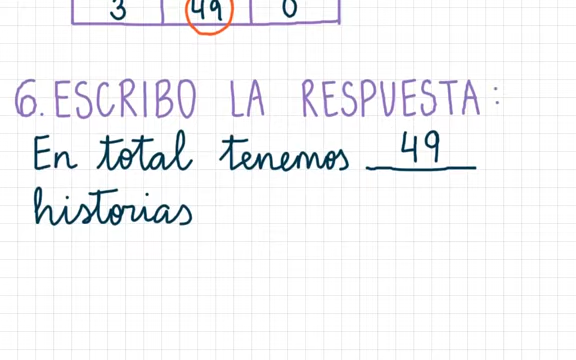 3 49 0
6. ESCRIBO LA RESPUESTA:
En total tenemos 49
historias